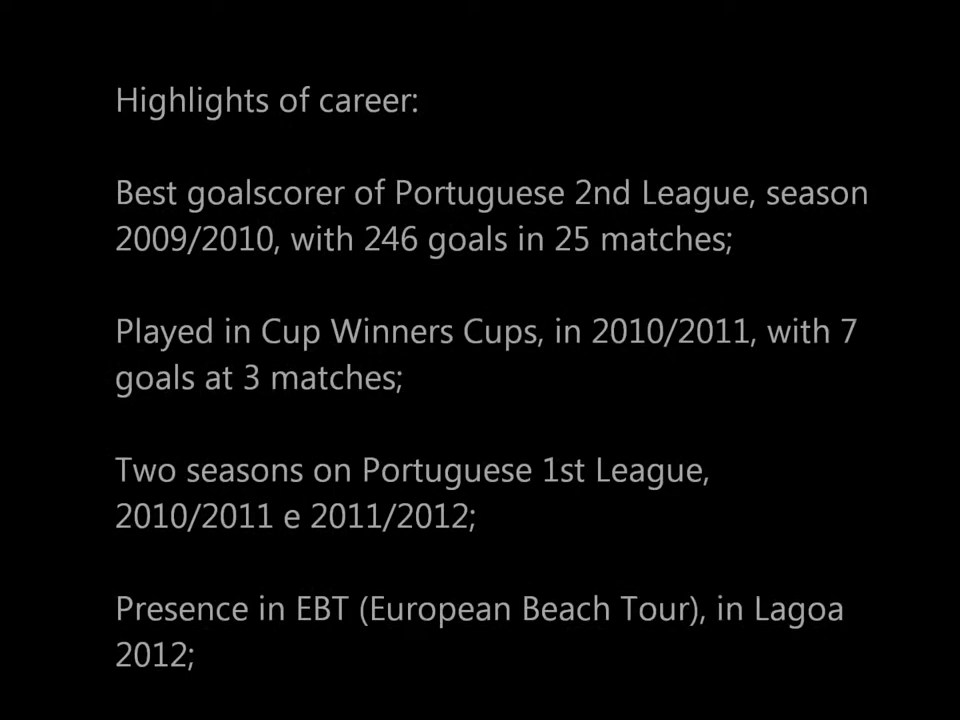 Highlights of career:
Best goalscorer of Portuguese 2nd League, season
2009/2010, with 246 goals in 25 matches;
Played in Cup Winners Cups, in 2010/2011, with 7
goals at 3 matches;
Two seasons on Portuguese 1st League,
2010/2011 e 2011/2012;
Presence in EBT (European Beach Tour), in Lagoa
2012;